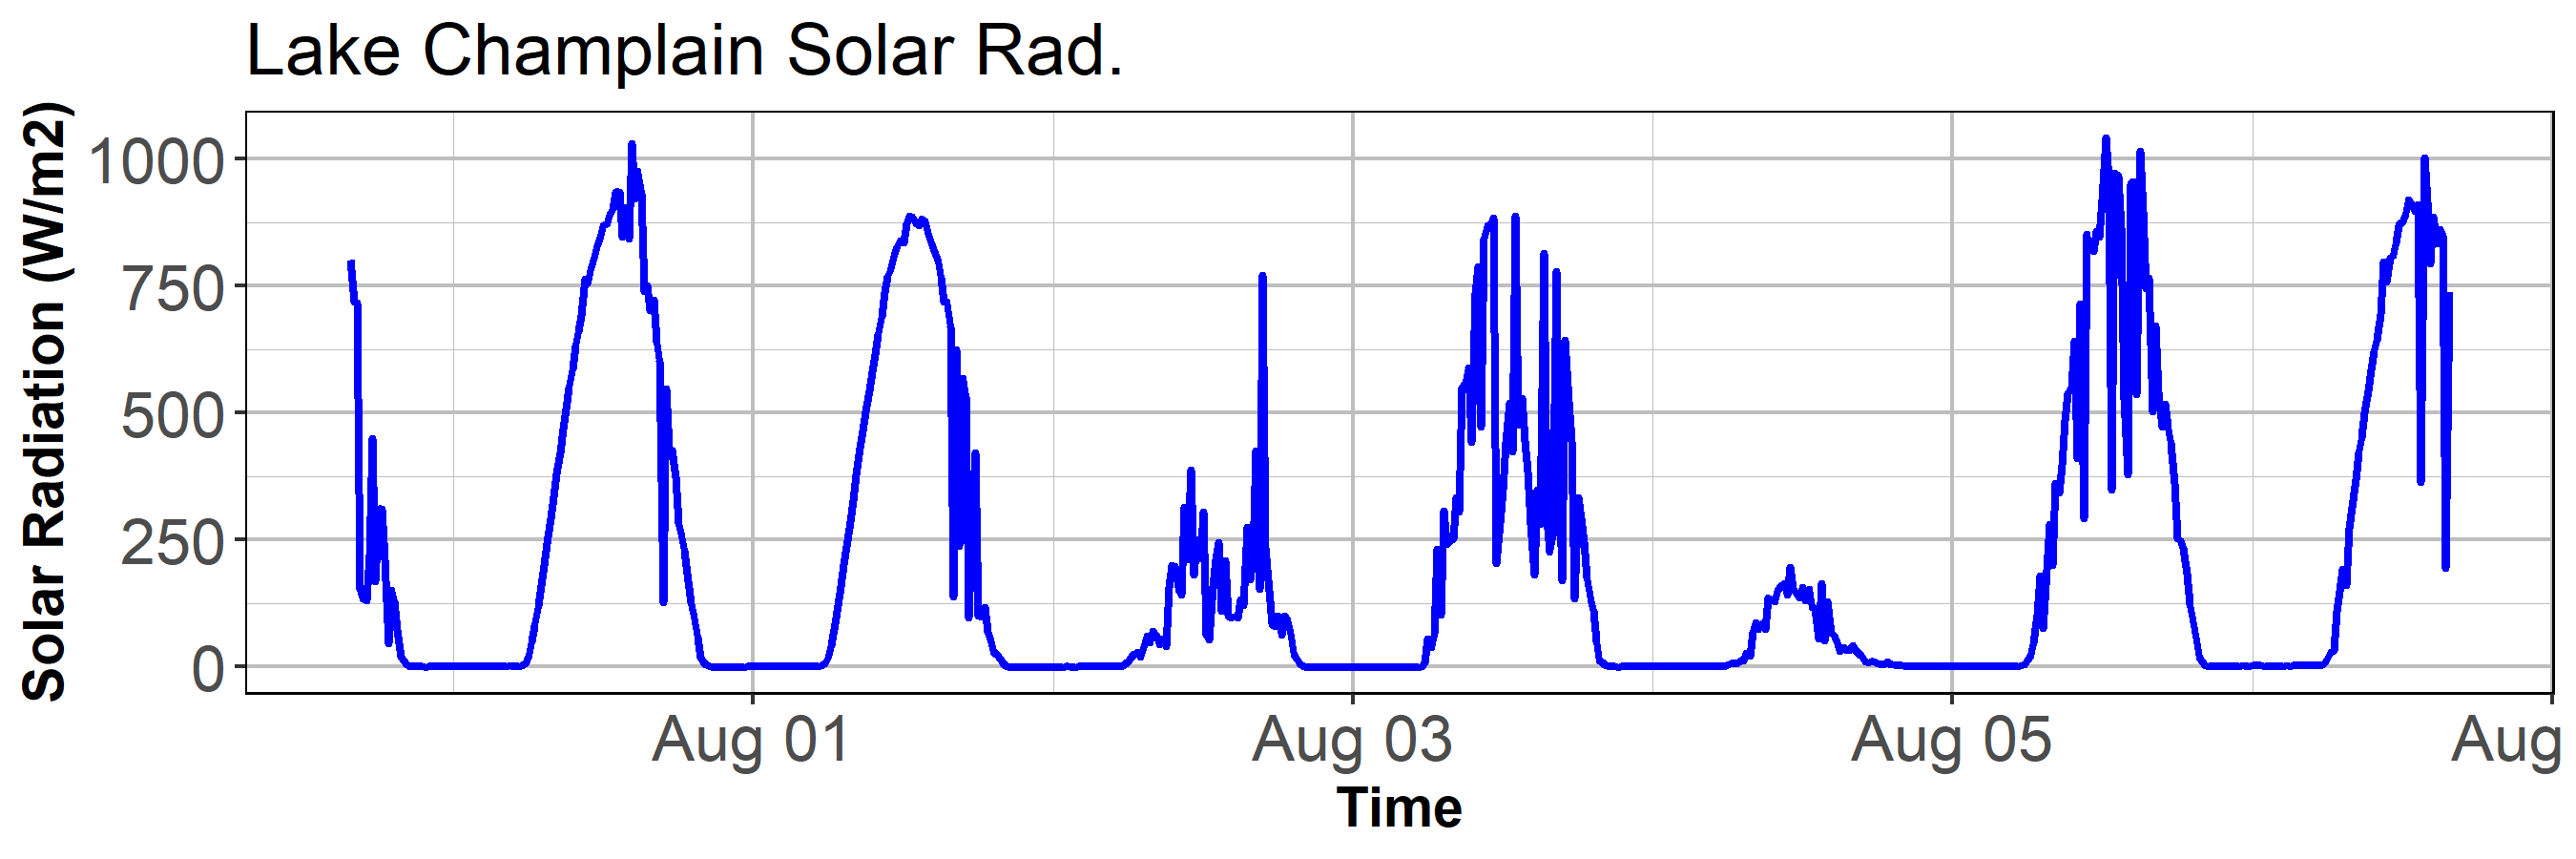 Lake Champlain Solar Rad.
Solar Radiation (W/m2)
1000
750
500
250
0
Aug 01 Aug 03 Aug 05 Aug
Time